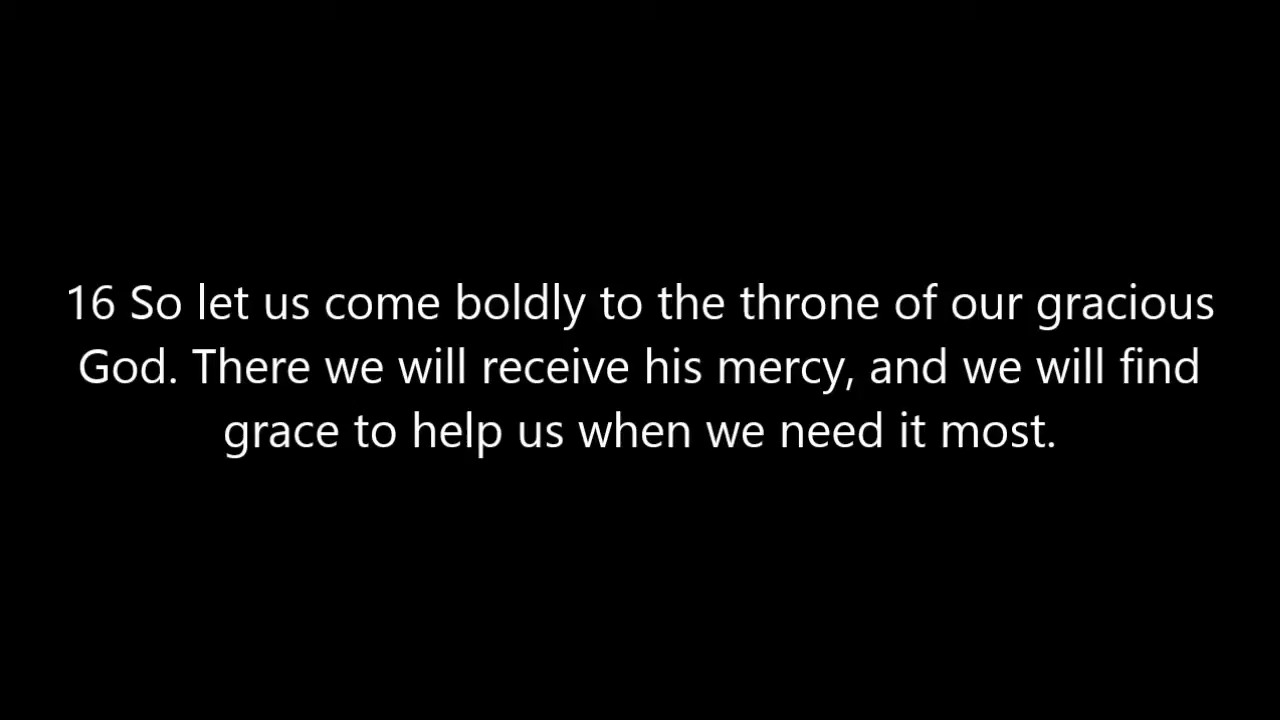 16 So let us come boldly to the throne of our gracious
God. There we will receive his mercy, and we will find
grace to help us when we need it most.